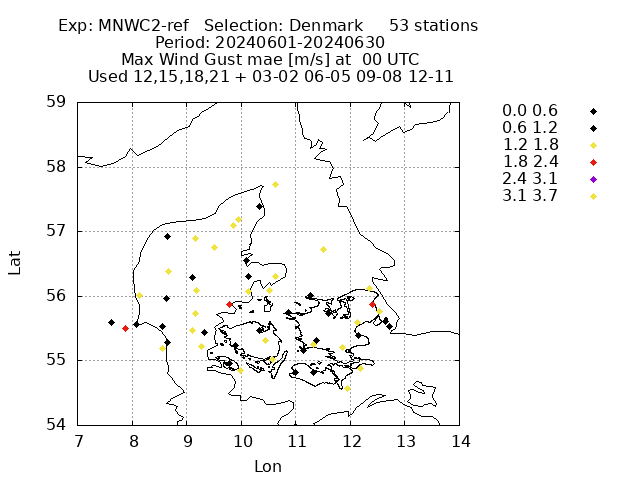 Exp: MNWC2-ref   Selection: Denmark     53 stations
Period: 20240601-20240630
Max Wind Gust mae [m/s] at  00 UTC
Used 12,15,18,21 + 03-02 06-05 09-08 12-11
0.0 0.6
0.6 1.2
1.2 1.8
1.8 2.4
2.4 3.1
3.1 3.7
59
58
57
56
55
54
Lat
7 8 9 10 11 12 13 14
Lon